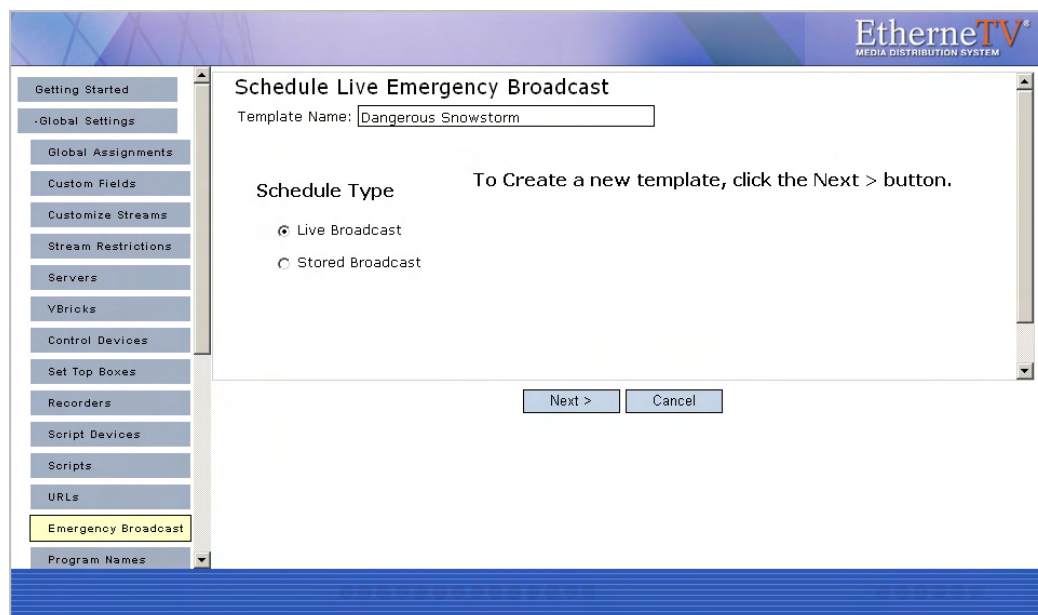 EtherneTV®
MEDIA DISTRIBUTION SYSTEM
Getting Started
-Global Settings
Global Assignments
Custom Fields
Customize Streams
Stream Restrictions
Servers
VBricks
Control Devices
Set Top Boxes
Recorders
Script Devices
Scripts
URLs
Emergency Broadcast
Program Names
Schedule Live Emergency Broadcast
Template Name: Dangerous Snowstorm
Schedule Type
To Create a new template, click the Next > button.
Live Broadcast
Stored Broadcast
Next >
Cancel